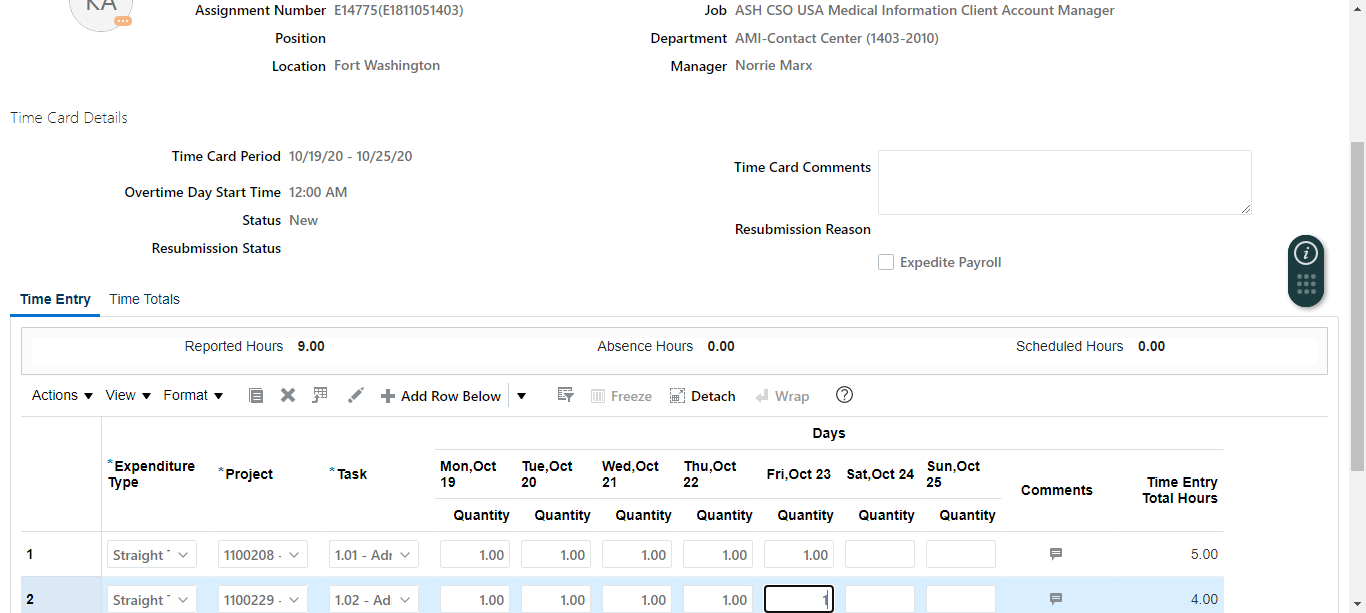 KA
Assignment Number E14775(E1811051403) Job ASH CSO USA Medical Information Client Account Manager
Position Department AMI-Contact Center (1403-2010)
Location Fort Washington Manager Norrie Marx
Time Card Details
Time Card Period 10/19/20 - 10/25/20
Time Card Comments
Overtime Day Start Time 12:00 AM
Status New
Resubmission Reason
Resubmission Status
Expedite Payroll
Time Entry Time Totals
Reported Hours 9.00 Absence Hours 0.00 Scheduled Hours 0.00
Actions View Format Add Row Below Freeze Detach Wrap
Days
*Expenditure Type *Project *Task Mon,Oct 19 Tue,Oct 20 Wed,Oct 21 Thu,Oct 22 Fri,Oct 23 Sat,Oct 24 Sun,Oct 25 Comments Time Entry Total Hours
Quantity Quantity Quantity Quantity Quantity Quantity Quantity
1 Straight 1100208 - 1.01 - Adr 1.00 1.00 1.00 1.00 1.00 5.00
2 Straight 1100229 - 1.02 - Ad 1.00 1.00 1.00 1.00 1 4.00